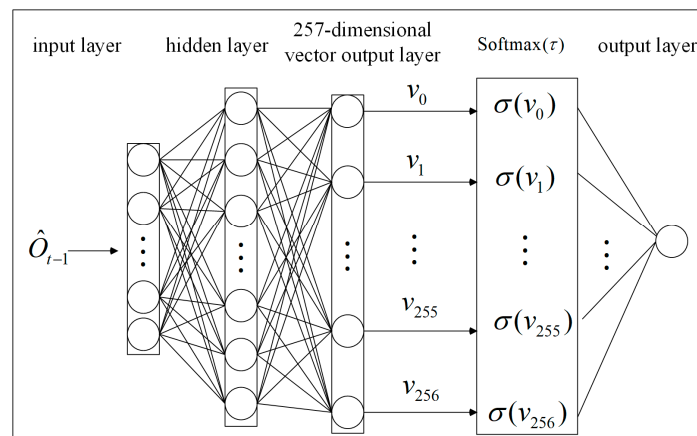 input layer
hidden layer
257-dimensional
vector output layer
Softmax(τ)
output layer
Ô_{t−1}
v_0
σ(v_0)
v_1
σ(v_1)
v_255
σ(v_255)
v_256
σ(v_256)